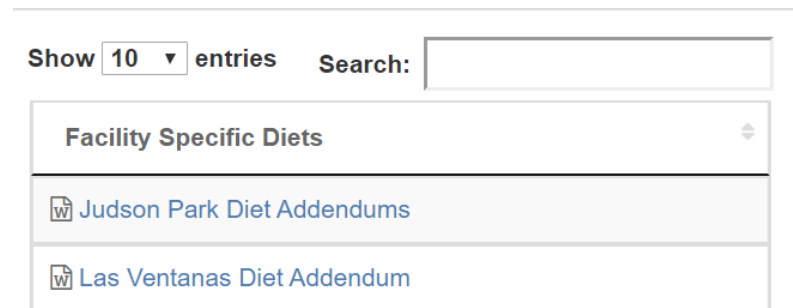 Show 10 entries Search:
Facility Specific Diets
Judson Park Diet Addendums
Las Ventanas Diet Addendum